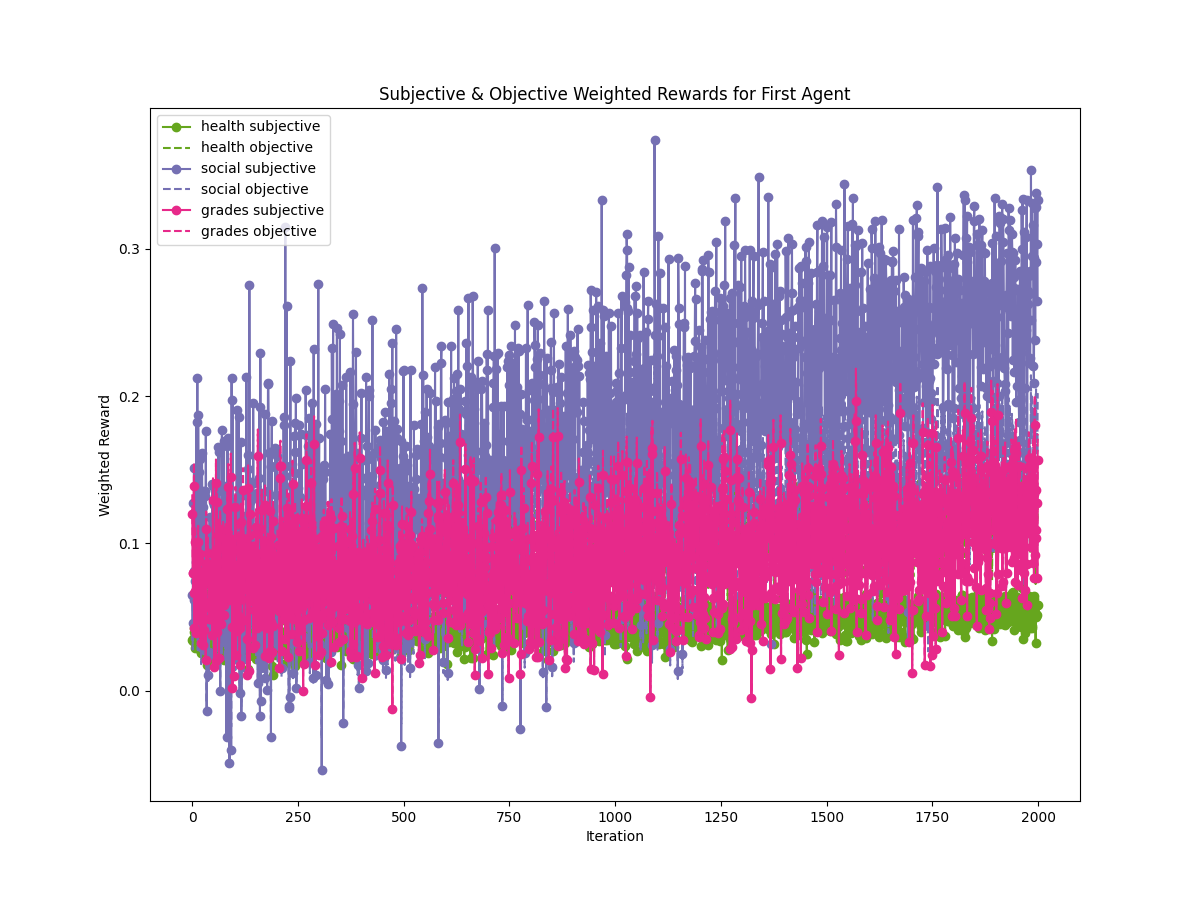 Subjective & Objective Weighted Rewards for First Agent
health subjective
health objective
social subjective
social objective
grades subjective
grades objective
Weighted Reward
0.3
0.2
0.1
0.0
0 250 500 750 1000 1250 1500 1750 2000
Iteration